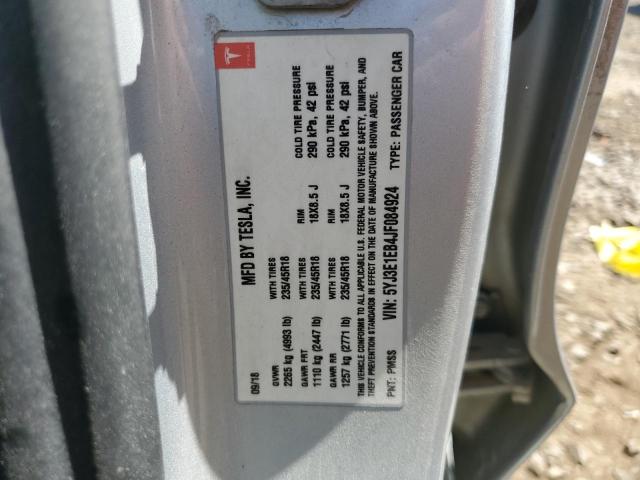 TESLA
MFD BY TESLA, INC.
09/18
GVWR WITH TIRES RIM COLD TIRE PRESSURE
2265 kg (4993 lb) 235/45R18 18X8.5 J 290 kPa, 42 psi
GAWR FRT WITH TIRES RIM COLD TIRE PRESSURE
1110 kg (2447 lb) 235/45R18 18X8.5 J 290 kPa, 42 psi
GAWR RR
1257 kg (2771 lb) 235/45R18
THIS VEHICLE CONFORMS TO ALL APPLICABLE U.S. FEDERAL MOTOR VEHICLE SAFETY, BUMPER, AND
THEFT PREVENTION STANDARDS IN EFFECT ON THE DATE OF MANUFACTURE SHOWN ABOVE.
VIN: 5YJ3E1EB4JF084924 TYPE: PASSENGER CAR
PNT: PMSS